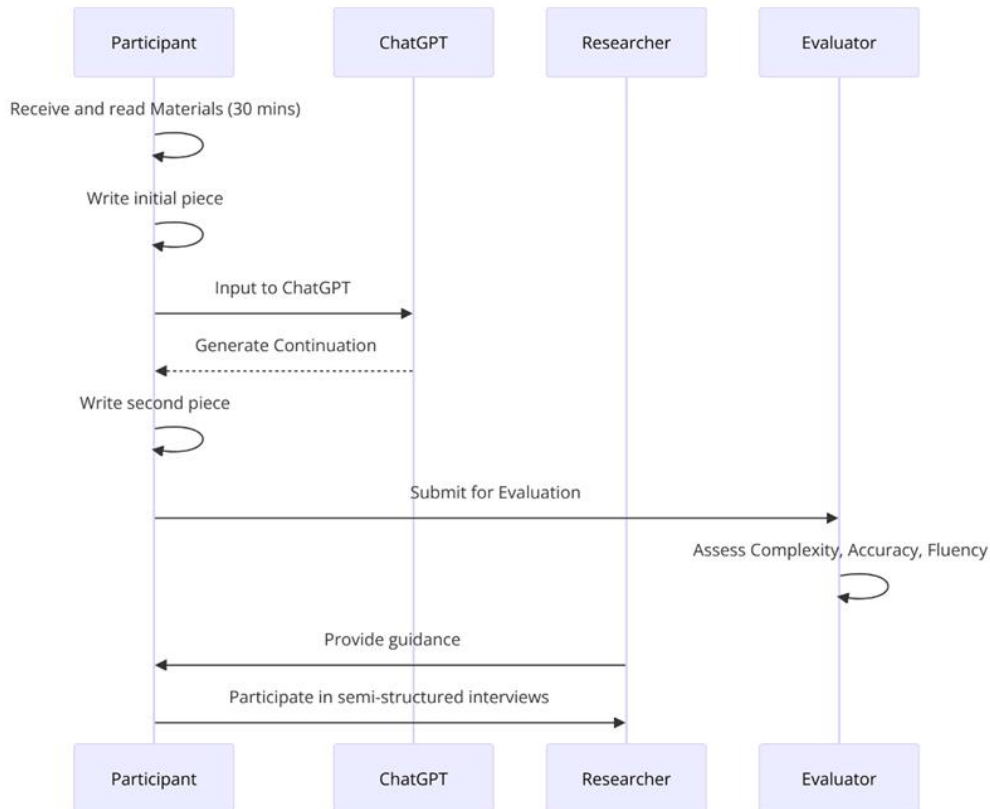 Participant
ChatGPT
Researcher
Evaluator
Receive and read Materials (30 mins)
Write initial piece
Input to ChatGPT
Generate Continuation
Write second piece
Submit for Evaluation
Assess Complexity, Accuracy, Fluency
Provide guidance
Participate in semi-structured interviews
Participant
ChatGPT
Researcher
Evaluator